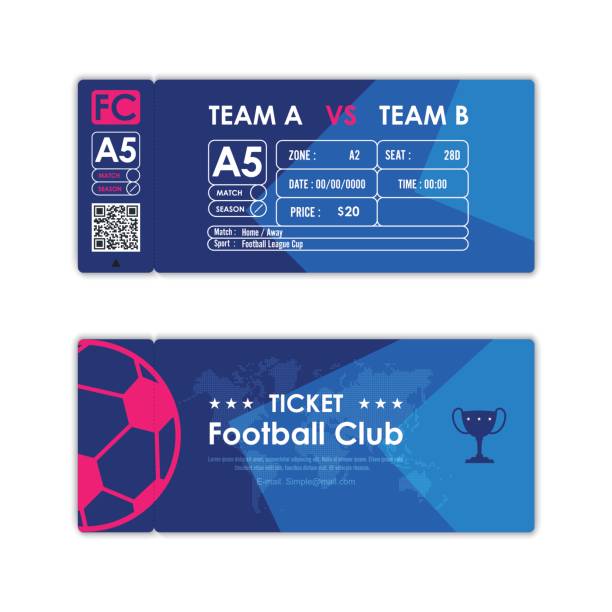 FC
A5
MATCH
SEASON
TEAM A VS TEAM B
A5
MATCH
SEASON
ZONE : A2
SEAT : 28D
DATE : 00/00/0000
TIME : 00:00
PRICE : $20
Match : Home / Away
Sport : Football League Cup
★ ★ ★ TICKET ★ ★ ★
Football Club
E-mail. Simple@mail.com